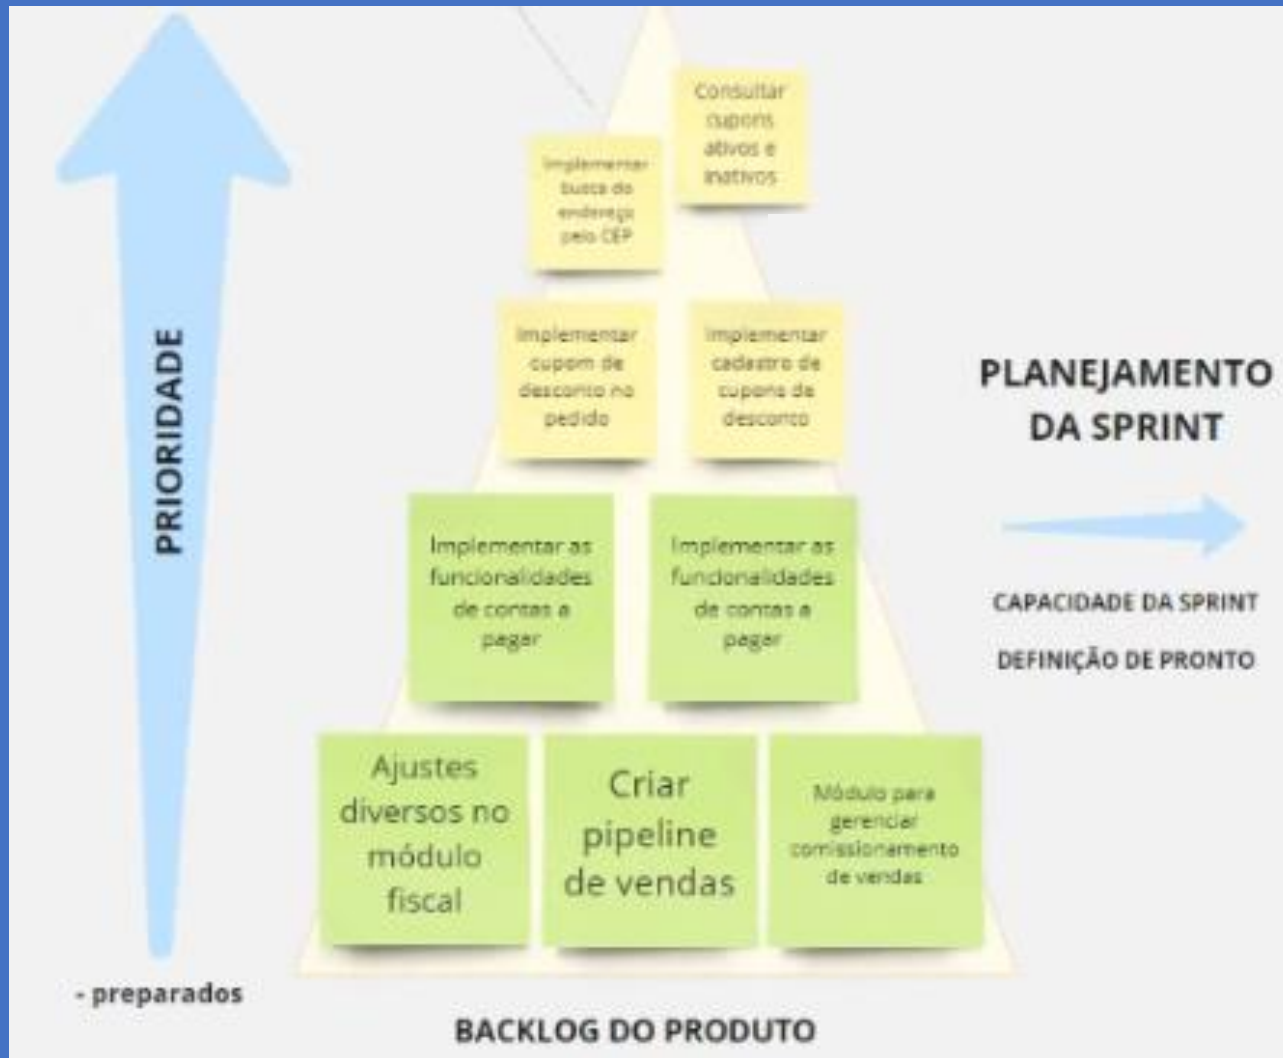 Consultar
cupons
ativos e
inativos
Implementar
busca do
endereço
pelo CEP
Implementar
cupom de
desconto no
pedido
Implementar
cadastro de
cupons de
desconto
PRIORIDADE
PLANEJAMENTO
DA SPRINT
CAPACIDADE DA SPRINT
DEFINIÇÃO DE PRONTO
Implementar as
funcionalidades
de contas a
pagar
Implementar as
funcionalidades
de contas a
pagar
Ajustes
diversos no
módulo
fiscal
Criar
pipeline
de vendas
Módulo para
gerenciar
comissionamento
de vendas
- preparados
BACKLOG DO PRODUTO